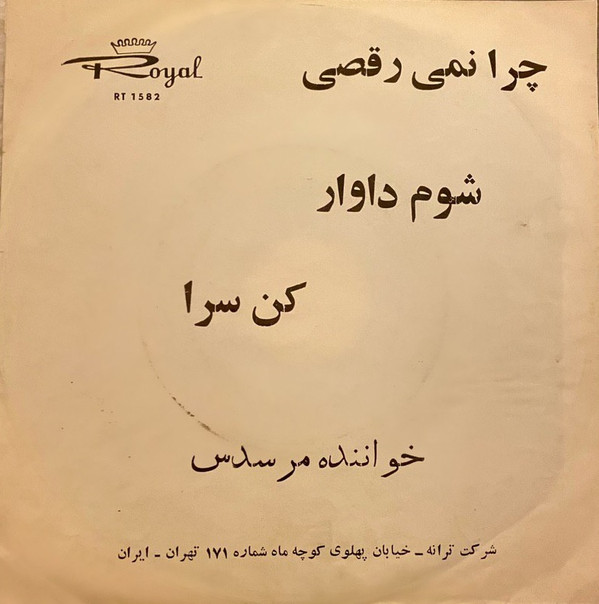 Royal
RT 1582
چرا نمی رقصی
شوم داوار
کن سرا
خواننده مرسدس
شرکت ترانه - خیابان پهلوی کوچه ماه شماره ۱۷۱ تهران - ایران